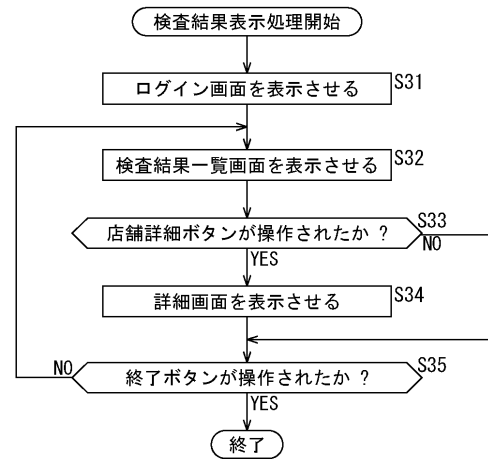 検査結果表示処理開始
ログイン画面を表示させる
S31
検査結果一覧画面を表示させる
S32
店舗詳細ボタンが操作されたか ?
S33
NO
YES
詳細画面を表示させる
S34
NO
終了ボタンが操作されたか ?
S35
YES
終了